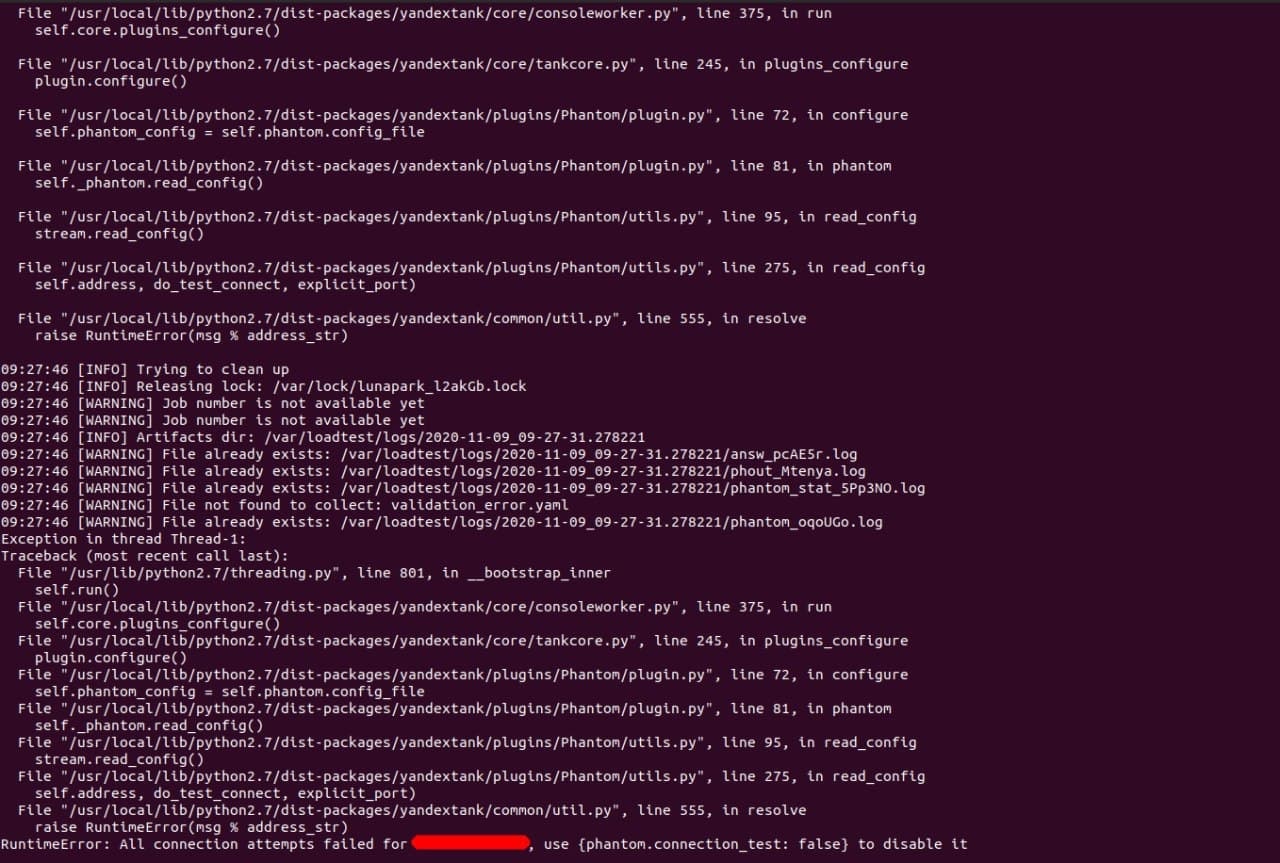 File "/usr/local/lib/python2.7/dist-packages/yandextank/core/consoleworker.py", line 375, in run
self.core.plugins_configure()
File "/usr/local/lib/python2.7/dist-packages/yandextank/core/tankcore.py", line 245, in plugins_configure
plugin.configure()
File "/usr/local/lib/python2.7/dist-packages/yandextank/plugins/Phantom/plugin.py", line 72, in configure
self.phantom_config = self.phantom.config_file
File "/usr/local/lib/python2.7/dist-packages/yandextank/plugins/Phantom/plugin.py", line 81, in phantom
self._phantom.read_config()
File "/usr/local/lib/python2.7/dist-packages/yandextank/plugins/Phantom/utils.py", line 95, in read_config
stream.read_config()
File "/usr/local/lib/python2.7/dist-packages/yandextank/plugins/Phantom/utils.py", line 275, in read_config
self.address, do_test_connect, explicit_port)
File "/usr/local/lib/python2.7/dist-packages/yandextank/common/util.py", line 555, in resolve
raise RuntimeError(msg % address_str)
09:27:46 [INFO] Trying to clean up
09:27:46 [INFO] Releasing lock: /var/lock/lunapark_l2akGb.lock
09:27:46 [WARNING] Job number is not available yet
09:27:46 [WARNING] Job number is not available yet
09:27:46 [INFO] Artifacts dir: /var/loadtest/logs/2020-11-09_09-27-31.278221
09:27:46 [WARNING] File already exists: /var/loadtest/logs/2020-11-09_09-27-31.278221/answ_pcAE5r.log
09:27:46 [WARNING] File already exists: /var/loadtest/logs/2020-11-09_09-27-31.278221/phout_Mtenya.log
09:27:46 [WARNING] File already exists: /var/loadtest/logs/2020-11-09_09-27-31.278221/phantom_stat_5Pp3NO.log
09:27:46 [WARNING] File not found to collect: validation_error.yaml
09:27:46 [WARNING] File already exists: /var/loadtest/logs/2020-11-09_09-27-31.278221/phantom_oqoUGo.log
Exception in thread Thread-1:
Traceback (most recent call last):
File "/usr/lib/python2.7/threading.py", line 801, in __bootstrap_inner
self.run()
File "/usr/local/lib/python2.7/dist-packages/yandextank/core/consoleworker.py", line 375, in run
self.core.plugins_configure()
File "/usr/local/lib/python2.7/dist-packages/yandextank/core/tankcore.py", line 245, in plugins_configure
plugin.configure()
File "/usr/local/lib/python2.7/dist-packages/yandextank/plugins/Phantom/plugin.py", line 72, in configure
self.phantom_config = self.phantom.config_file
File "/usr/local/lib/python2.7/dist-packages/yandextank/plugins/Phantom/plugin.py", line 81, in phantom
self._phantom.read_config()
File "/usr/local/lib/python2.7/dist-packages/yandextank/plugins/Phantom/utils.py", line 95, in read_config
stream.read_config()
File "/usr/local/lib/python2.7/dist-packages/yandextank/plugins/Phantom/utils.py", line 275, in read_config
self.address, do_test_connect, explicit_port)
File "/usr/local/lib/python2.7/dist-packages/yandextank/common/util.py", line 555, in resolve
raise RuntimeError(msg % address_str)
RuntimeError: All connection attempts failed for , use {phantom.connection_test: false} to disable it